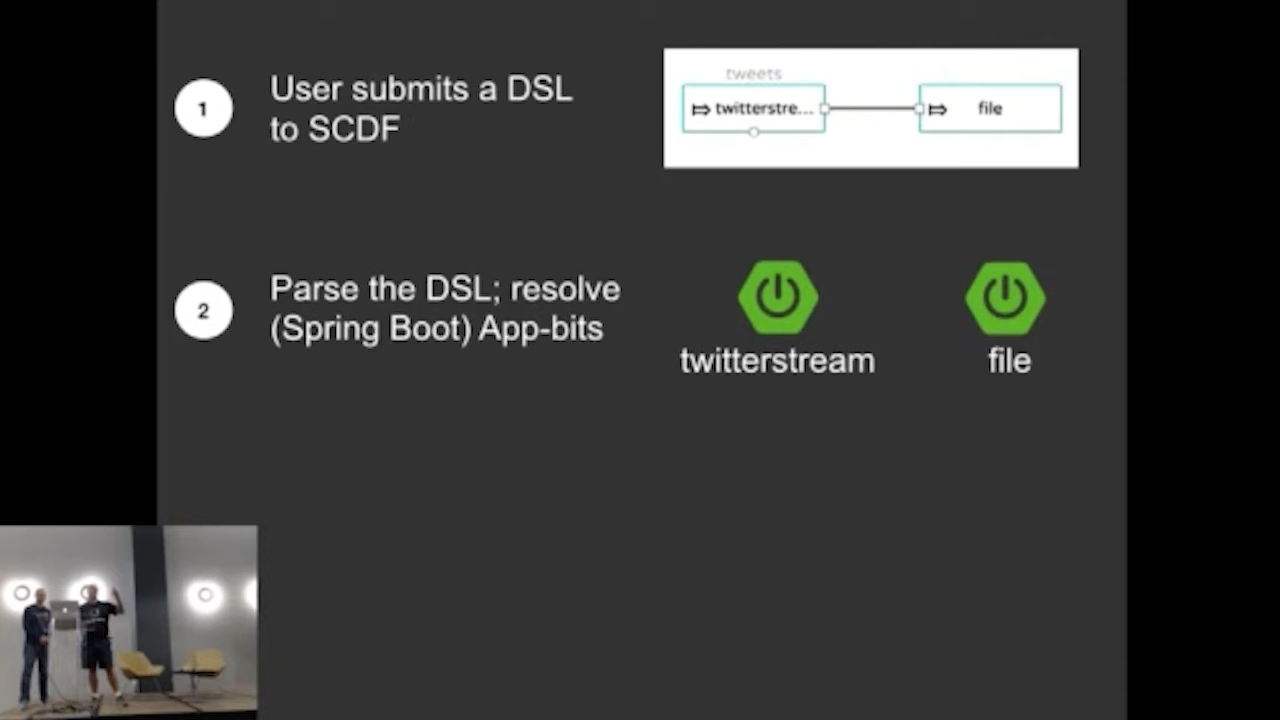 1
User submits a DSL
to SCDF
tweets
twitterstre...
file
2
Parse the DSL; resolve
(Spring Boot) App-bits
twitterstream
file